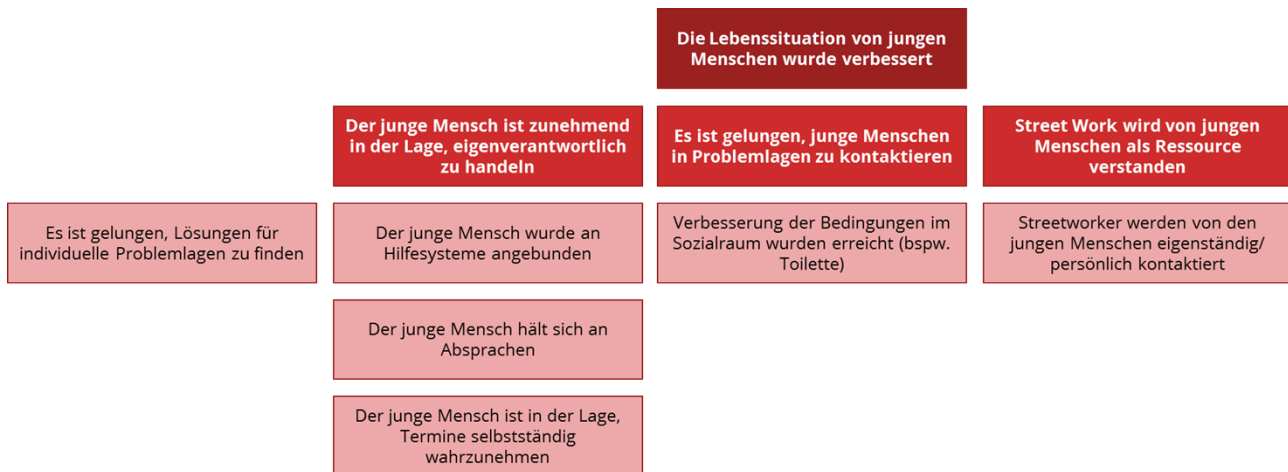 Die Lebenssituation von jungen
Menschen wurde verbessert
Der junge Mensch ist zunehmend
in der Lage, eigenverantwortlich
zu handeln
Es ist gelungen, junge Menschen
in Problemlagen zu kontaktieren
Street Work wird von jungen
Menschen als Ressource
verstanden
Es ist gelungen, Lösungen für
individuelle Problemlagen zu finden
Der junge Mensch wurde an
Hilfesysteme angebunden
Verbesserung der Bedingungen im
Sozialraum wurden erreicht (bspw.
Toilette)
Streetworker werden von den
jungen Menschen eigenständig/
persönlich kontaktiert
Der junge Mensch hält sich an
Absprachen
Der junge Mensch ist in der Lage,
Termine selbstständig
wahrzunehmen